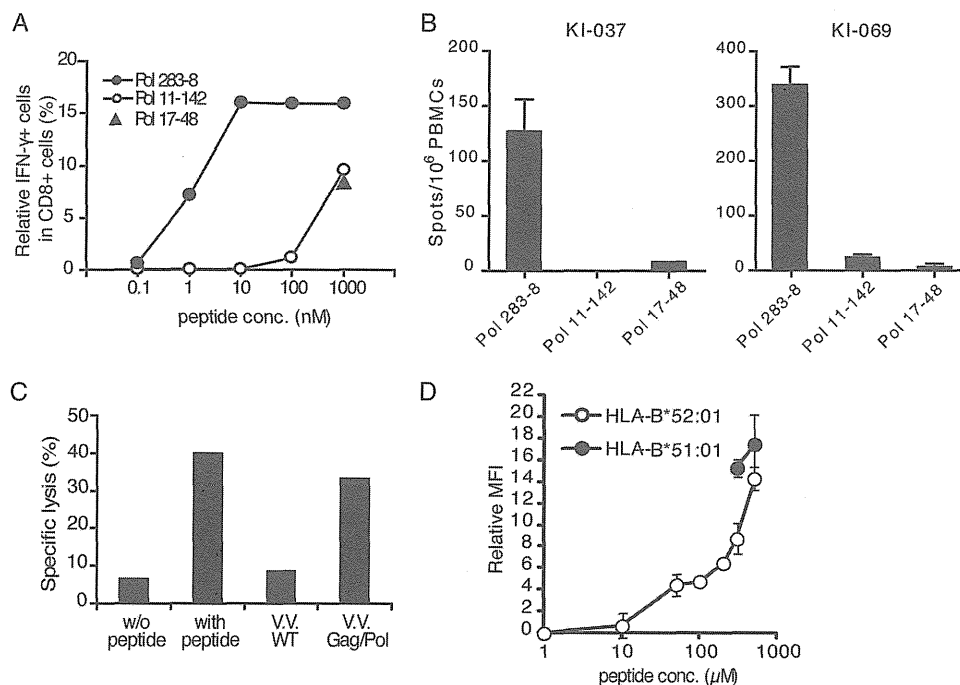 A
Relative IFN-γ+ cells
in CD8+ cells (%)
20
15
10
5
0
Pol 283-8
Pol 11-142
Pol 17-48
0.1
1
10
100
1000
peptide conc. (nM)
B
KI-037
Spots/10⁶ PBMCs
200
150
100
50
0
Pol 283-8
Pol 11-142
Pol 17-48
KI-069
400
300
200
100
0
Pol 283-8
Pol 11-142
Pol 17-48
C
Specific lysis (%)
50
40
30
20
10
0
w/o
peptide
with
peptide
V.V.
WT
V.V.
Gag/Pol
D
Relative MFI
22
20
18
16
14
12
10
8
6
4
2
0
HLA-B*52:01
HLA-B*51:01
1
10
100
1000
peptide conc. (µM)